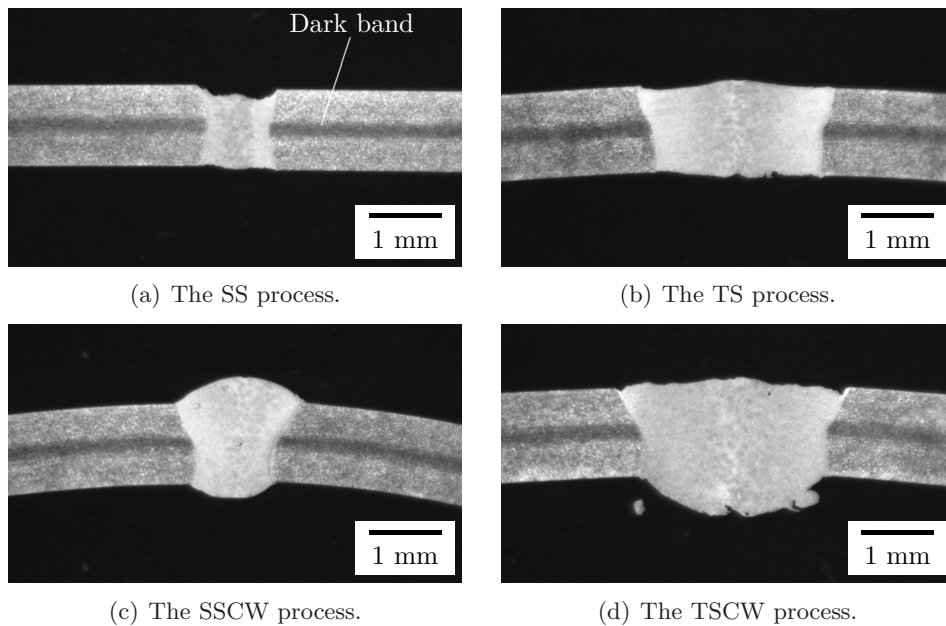 Dark band
1 mm
1 mm
(a) The SS process.
(b) The TS process.
1 mm
1 mm
(c) The SSCW process.
(d) The TSCW process.